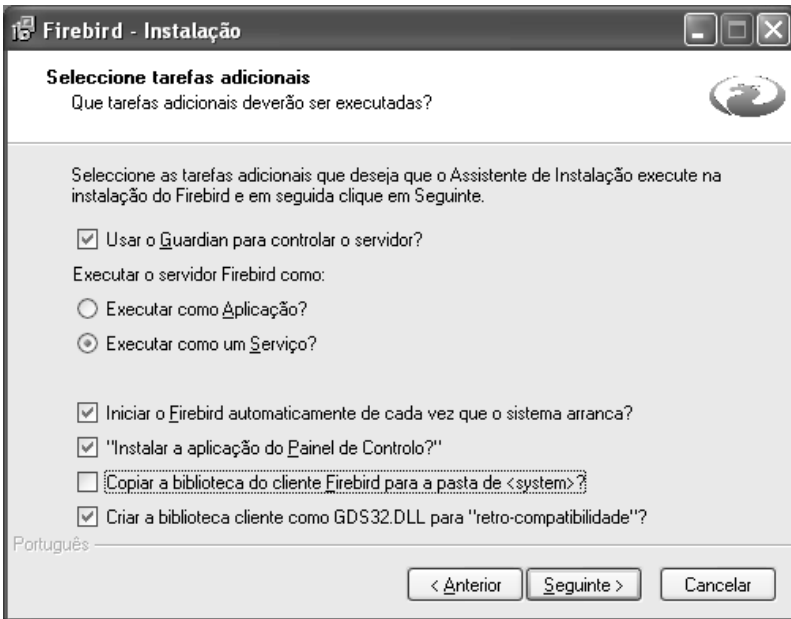 Firebird - Instalação
Seleccione tarefas adicionais
Que tarefas adicionais deverão ser executadas?
Seleccione as tarefas adicionais que deseja que o Assistente de Instalação execute na
instalação do Firebird e em seguida clique em Seguinte.
Usar o Guardian para controlar o servidor?
Executar o servidor Firebird como:
Executar como Aplicação?
Executar como um Serviço?
Iniciar o Firebird automaticamente de cada vez que o sistema arranca?
"Instalar a aplicação do Painel de Controlo?"
Copiar a biblioteca do cliente Firebird para a pasta de <system>?
Criar a biblioteca cliente como GDS32.DLL para "retro-compatibilidade"?
Português
< Anterior
Seguinte >
Cancelar